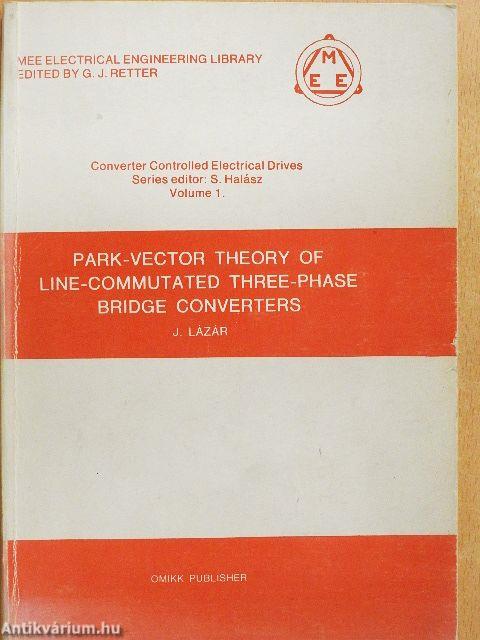 MEE ELECTRICAL ENGINEERING LIBRARY
EDITED BY G. J. RETTER
M
E E
Converter Controlled Electrical Drives
Series editor: S. Halász
Volume 1.
PARK-VECTOR THEORY OF
LINE-COMMUTATED THREE-PHASE
BRIDGE CONVERTERS
J. LÁZÁR
OMIKK PUBLISHER
Antikvárium.hu